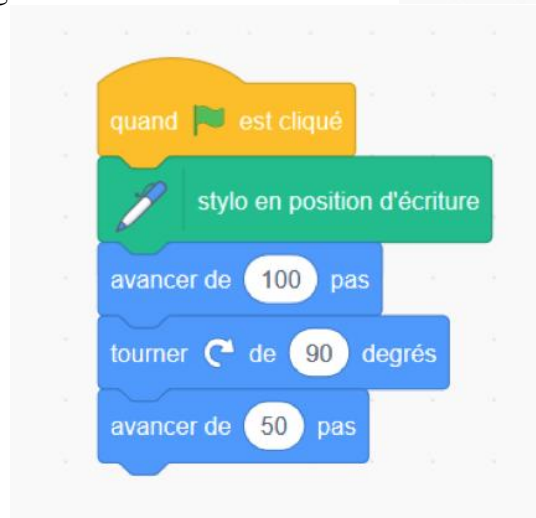 quand est cliqué
stylo en position d'écriture
avancer de 100 pas
tourner de 90 degrés
avancer de 50 pas